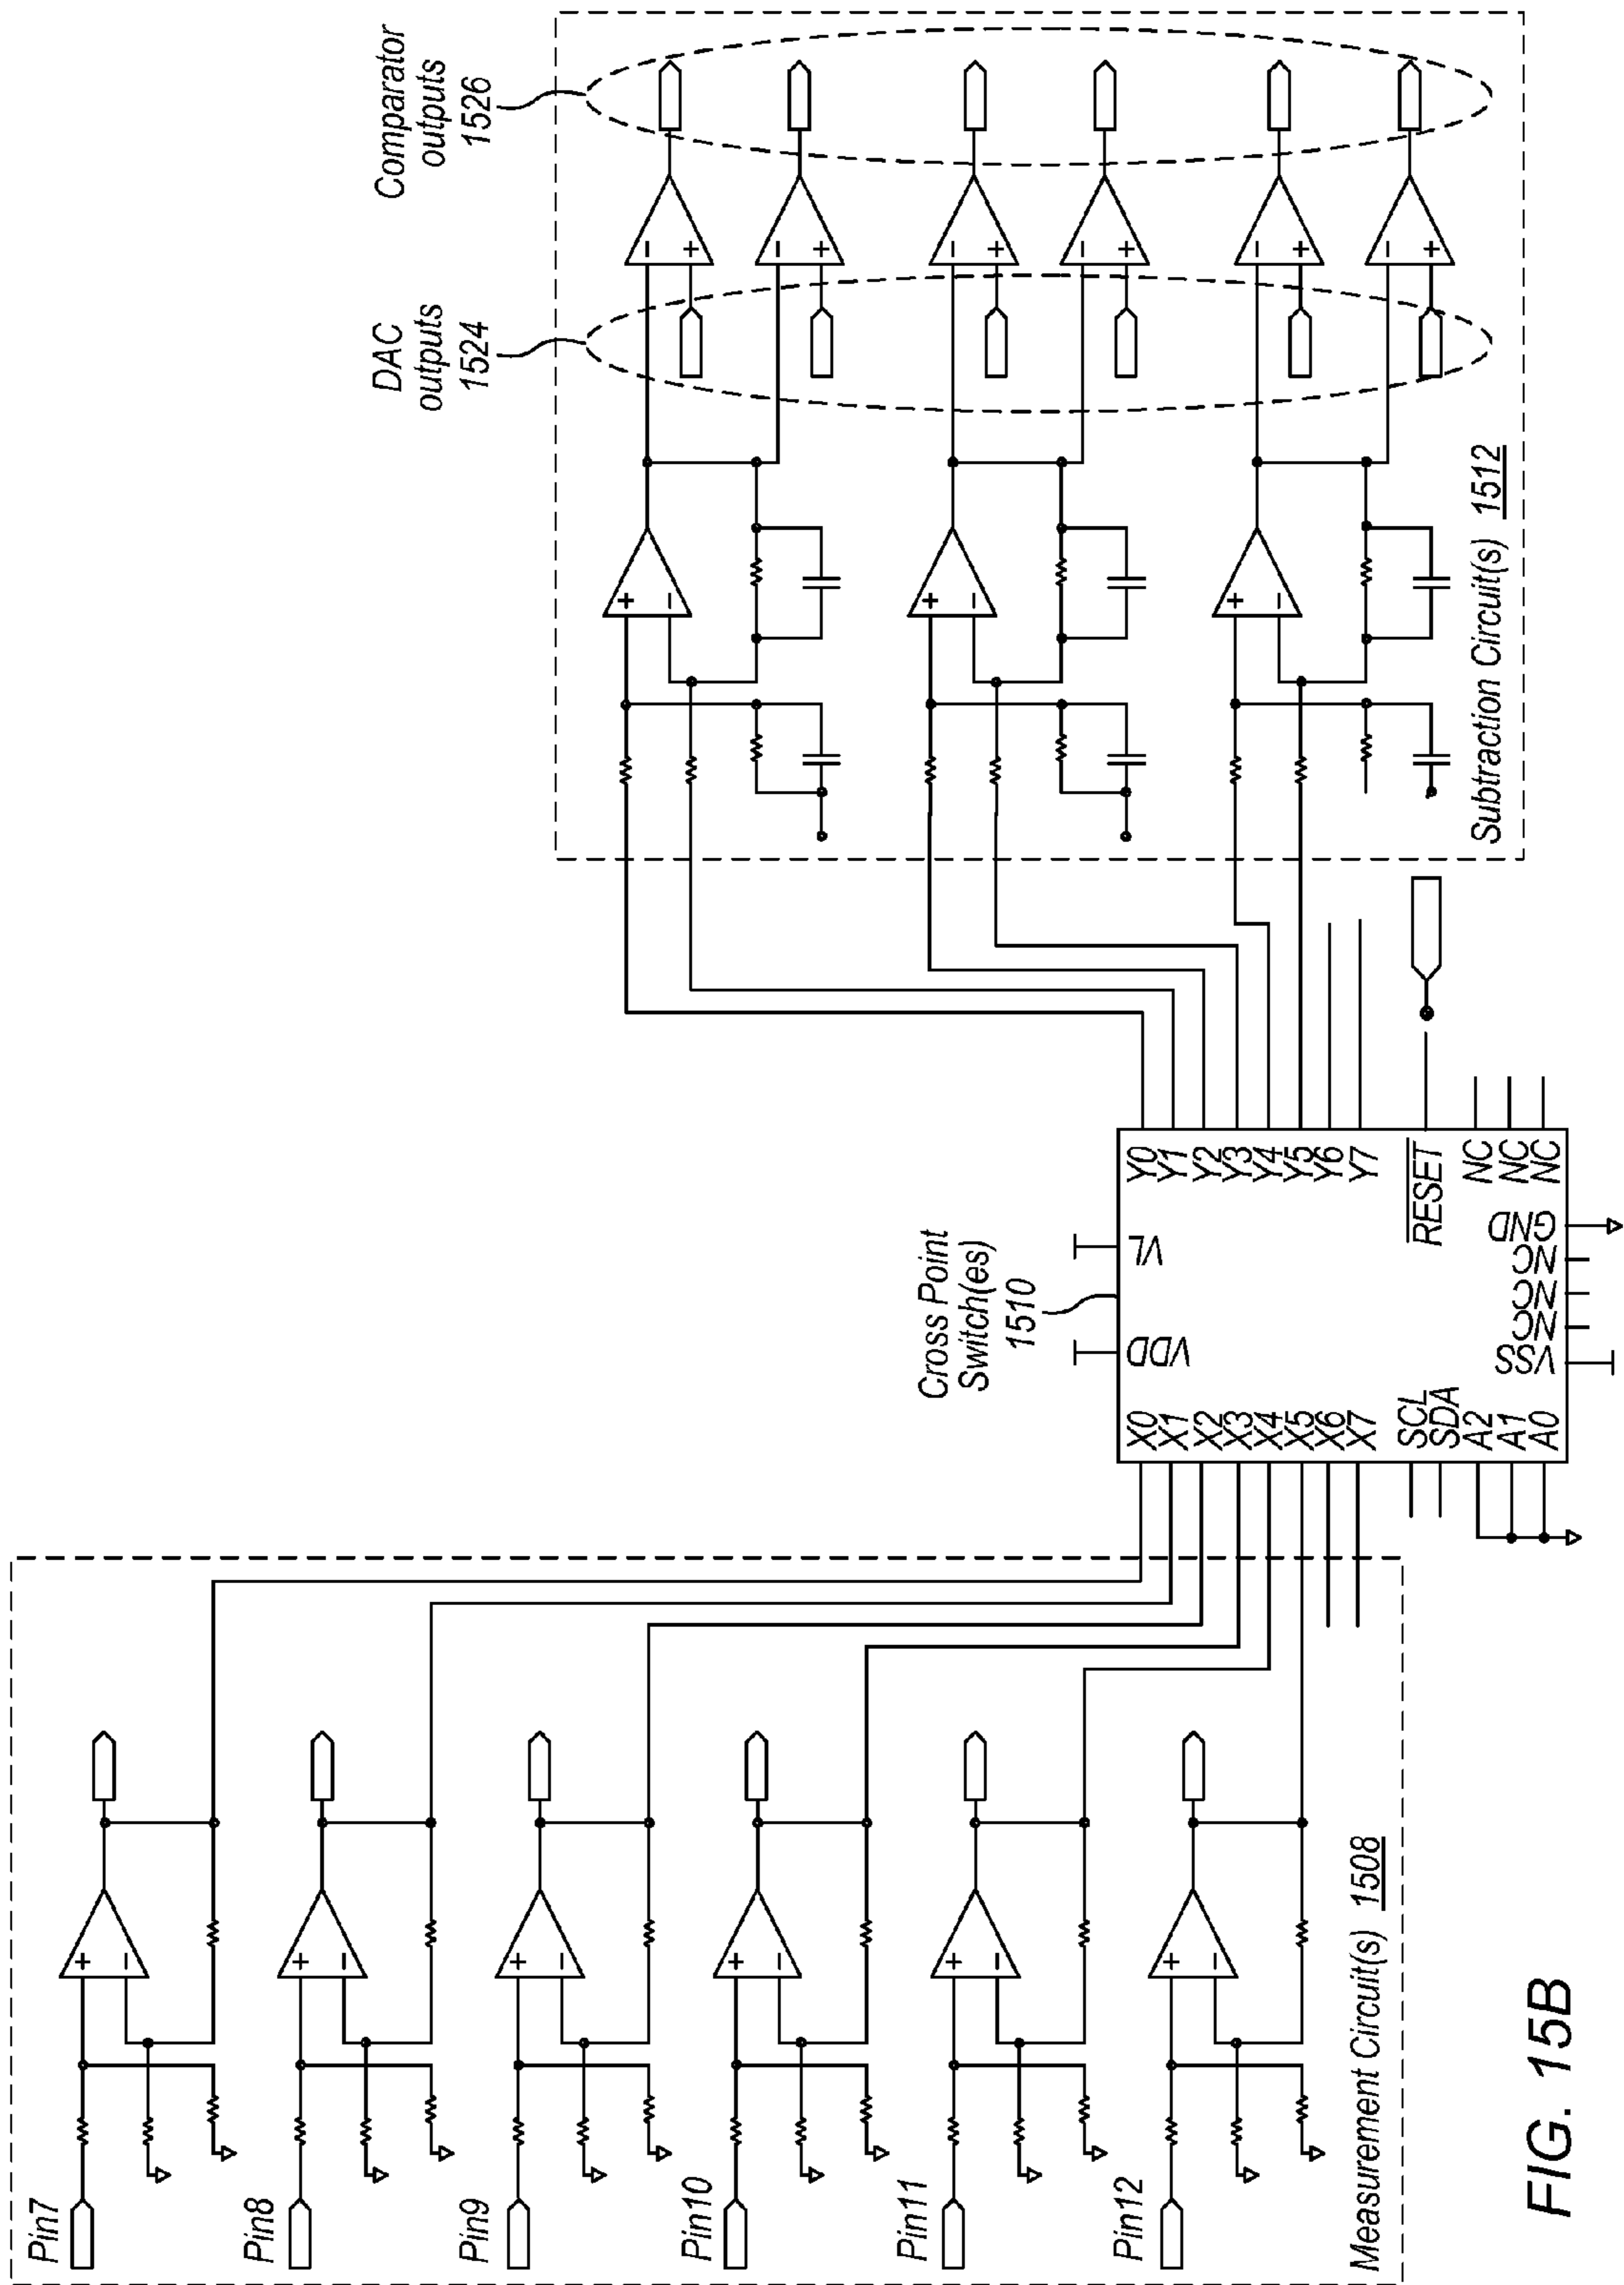 Pin7
Pin8
Pin9
Pin10
Pin11
Pin12
+
−
+
−
+
−
+
−
+
−
+
−
Measurement Circuit(s) 1508
Cross Point
Switch(es)
1510
VDD
VL
X0
X1
X2
X3
X4
X5
X6
X7
SCL
SDA
A2
A1
A0
Y0
Y1
Y2
Y3
Y4
Y5
Y6
Y7
RESET
NC
NC
NC
VSS
NC
NC
NC
GND
DAC
outputs
1524
Comparator
outputs
1526
+
−
+
−
+
−
−
+
−
+
−
+
−
+
−
+
−
+
Subtraction Circuit(s) 1512
FIG. 15B